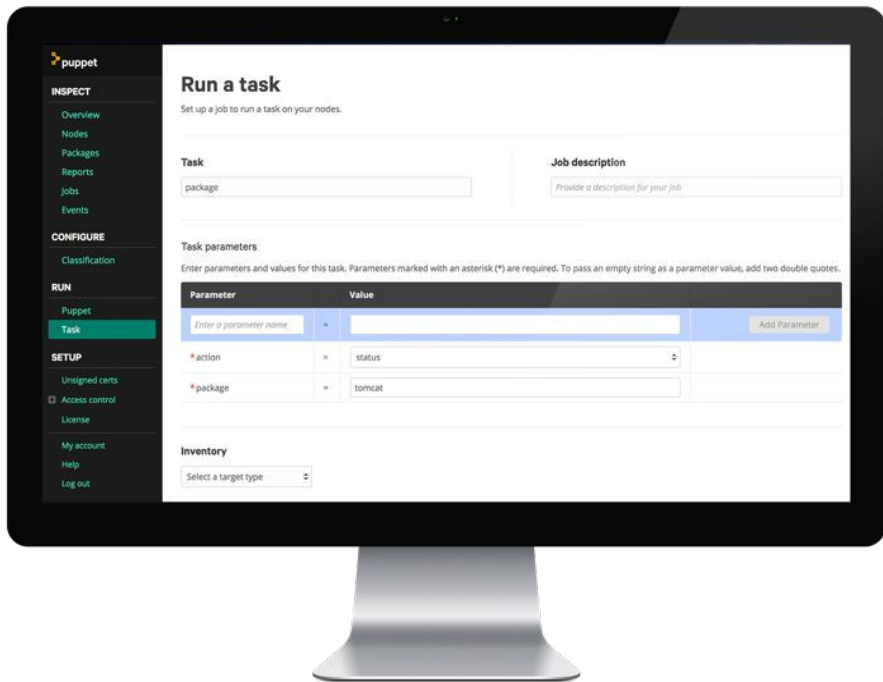 puppet
INSPECT
Overview
Nodes
Packages
Reports
Jobs
Events
CONFIGURE
Classification
RUN
Puppet
Task
SETUP
Unsigned certs
Access control
License
My account
Help
Log out
Run a task
Set up a job to run a task on your nodes.
Task
package
Job description
Provide a description for your job
Task parameters
Enter parameters and values for this task. Parameters marked with an asterisk (*) are required. To pass an empty string as a parameter value, add two double quotes.
Parameter Value
Enter a parameter name = Add Parameter
*action = status
*package = tomcat
Inventory
Select a target type